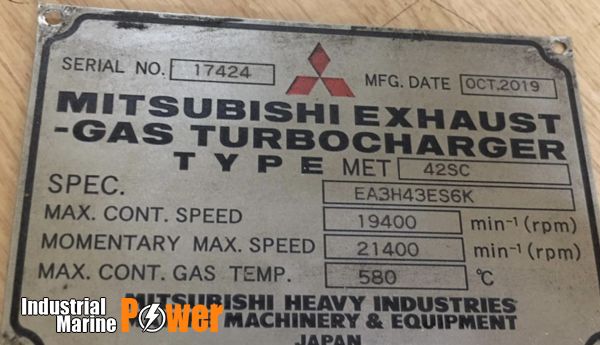 SERIAL NO. 17424 MFG. DATE OCT.2019
MITSUBISHI EXHAUST
-GAS TURBOCHARGER
TYPE MET 42SC
SPEC. EA3H43ES6K
MAX. CONT SPEED 19400 min-1 (rpm)
MOMENTARY MAX. SPEED 21400 min-1 (rpm)
MAX. CONT GAS TEMP. 580 ℃
MITSUBISHI HEAVY INDUSTRIES
MACHINERY & EQUIPMENT
JAPAN
Industrial
Marine Power